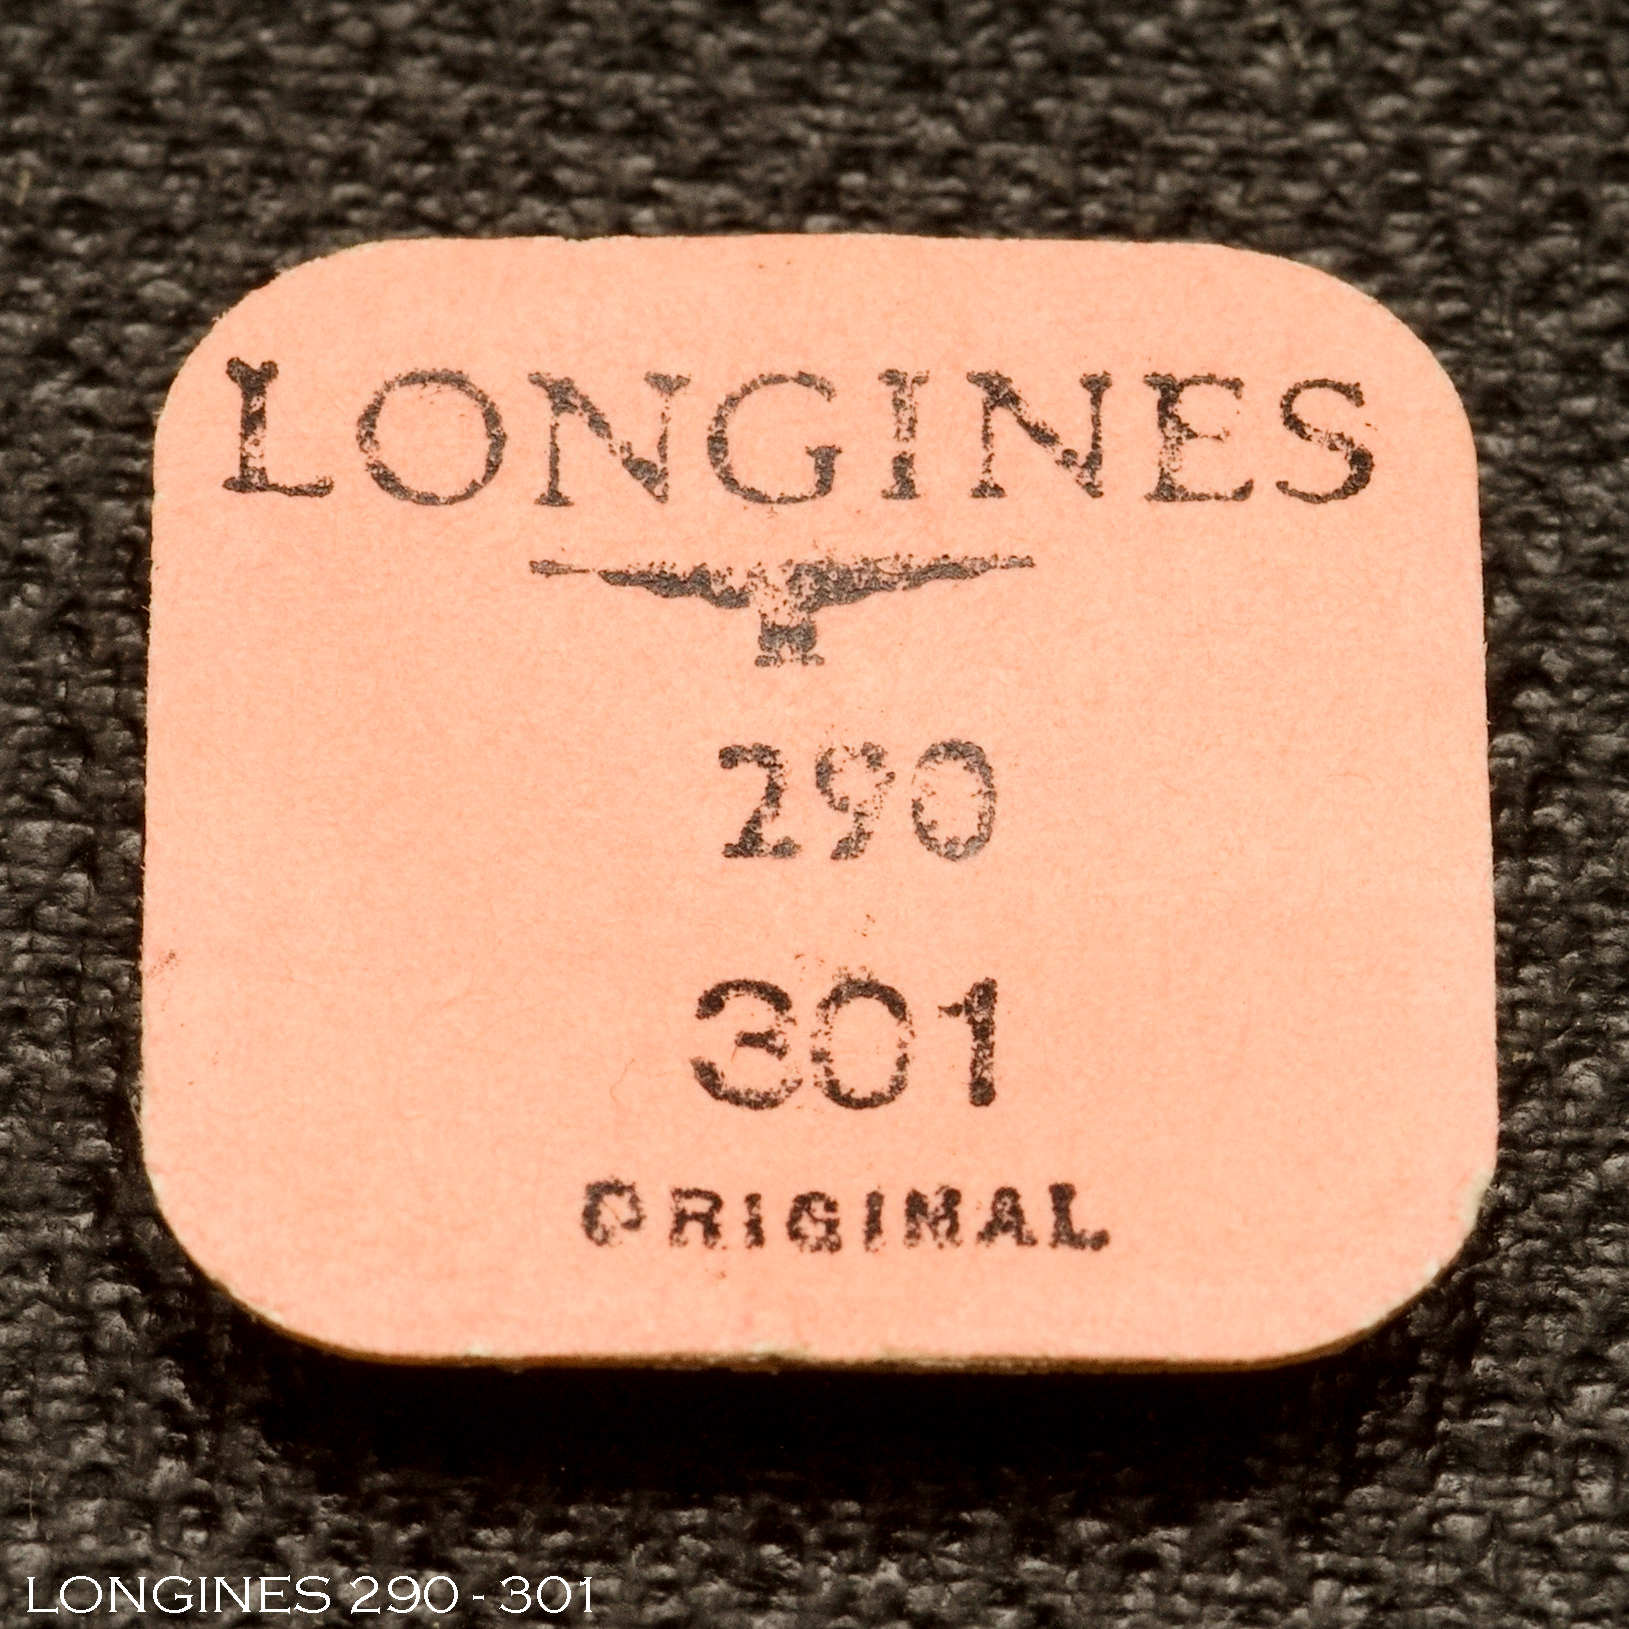 LONGINES
290
301
ORIGINAL
LONGINES 290 - 301